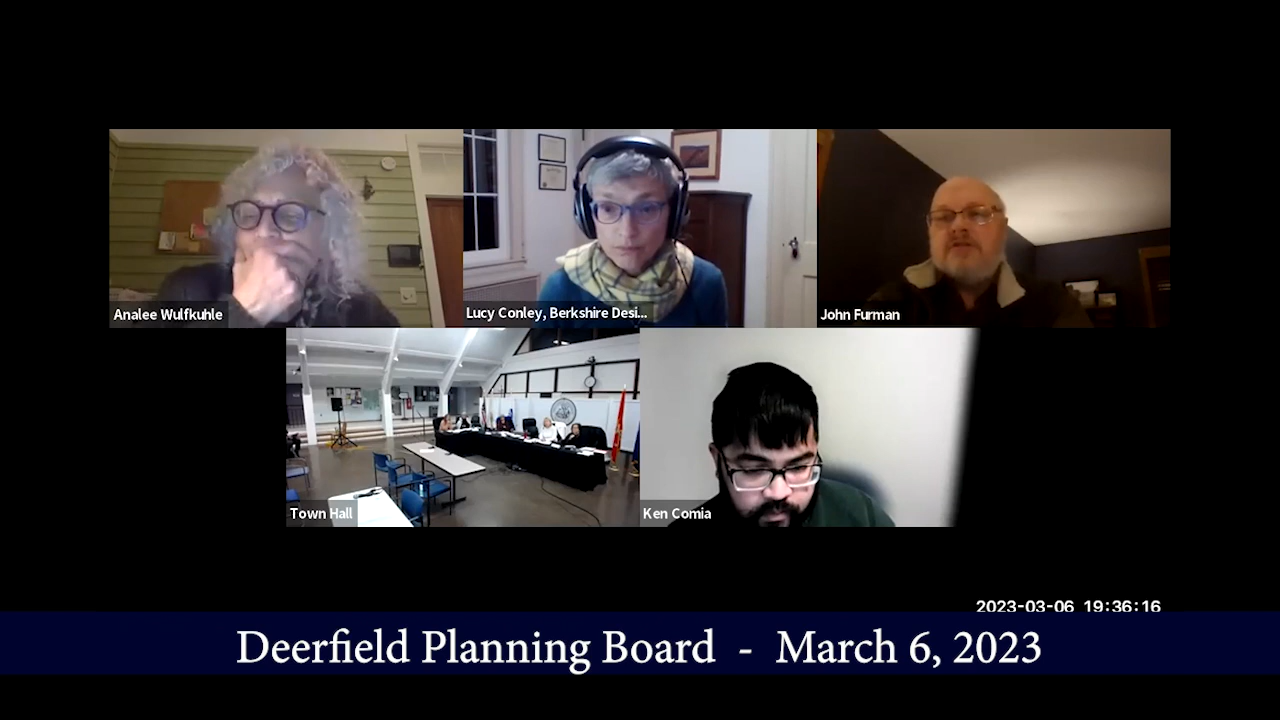 Analee Wulfkuhle
Lucy Conley, Berkshire Desi...
John Furman
Town Hall
Ken Comia
2023-03-06 19:36:16
Deerfield Planning Board - March 6, 2023